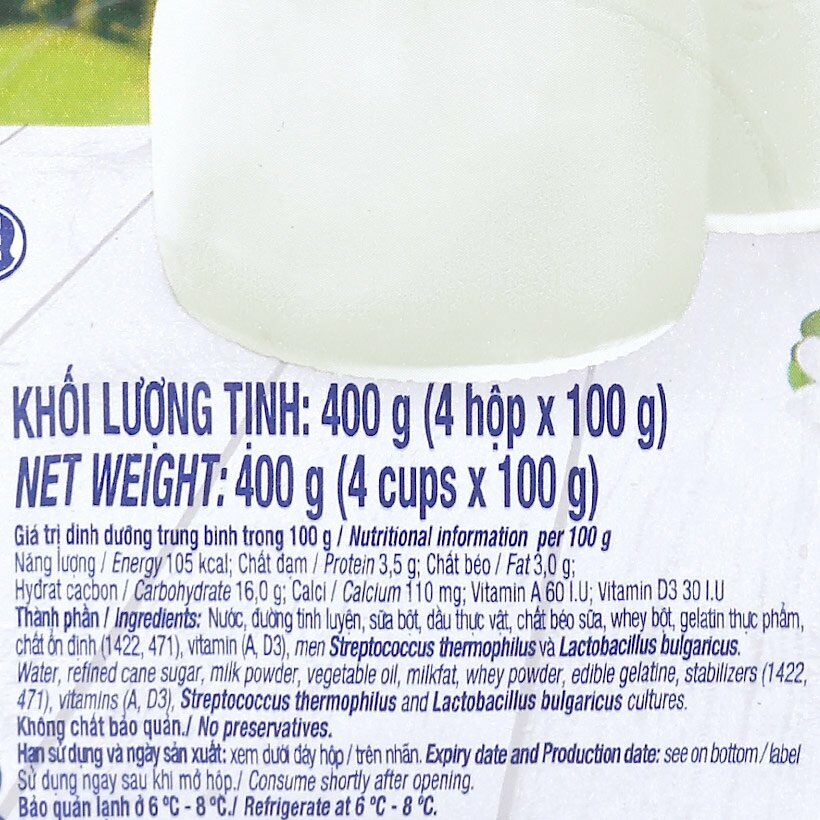 KHỐI LƯỢNG TỊNH: 400 g (4 hộp x 100 g)
NET WEIGHT: 400 g (4 cups x 100 g)
Giá trị dinh dưỡng trung bình trong 100 g / Nutritional information per 100 g
Năng lượng / Energy 105 kcal; Chất đạm / Protein 3,5 g; Chất béo / Fat 3,0 g;
Hydrat cacbon / Carbohydrate 16,0 g; Calci / Calcium 110 mg; Vitamin A 60 I.U; Vitamin D3 30 I.U
Thành phần / Ingredients: Nước, đường tinh luyện, sữa bột, dầu thực vật, chất béo sữa, whey bột, gelatin thực phẩm,
chất ổn định (1422, 471), vitamin (A, D3), men Streptococcus thermophilus và Lactobacillus bulgaricus.
Water, refined cane sugar, milk powder, vegetable oil, milkfat, whey powder, edible gelatine, stabilizers (1422,
471), vitamins (A, D3), Streptococcus thermophilus and Lactobacillus bulgaricus cultures.
Không chất bảo quản./ No preservatives.
Hạn sử dụng và ngày sản xuất: xem dưới đáy hộp / trên nhãn. Expiry date and Production date: see on bottom / label
Sử dụng ngay sau khi mở hộp./ Consume shortly after opening.
Bảo quản lạnh ở 6 °C - 8 °C./ Refrigerate at 6 °C - 8 °C.